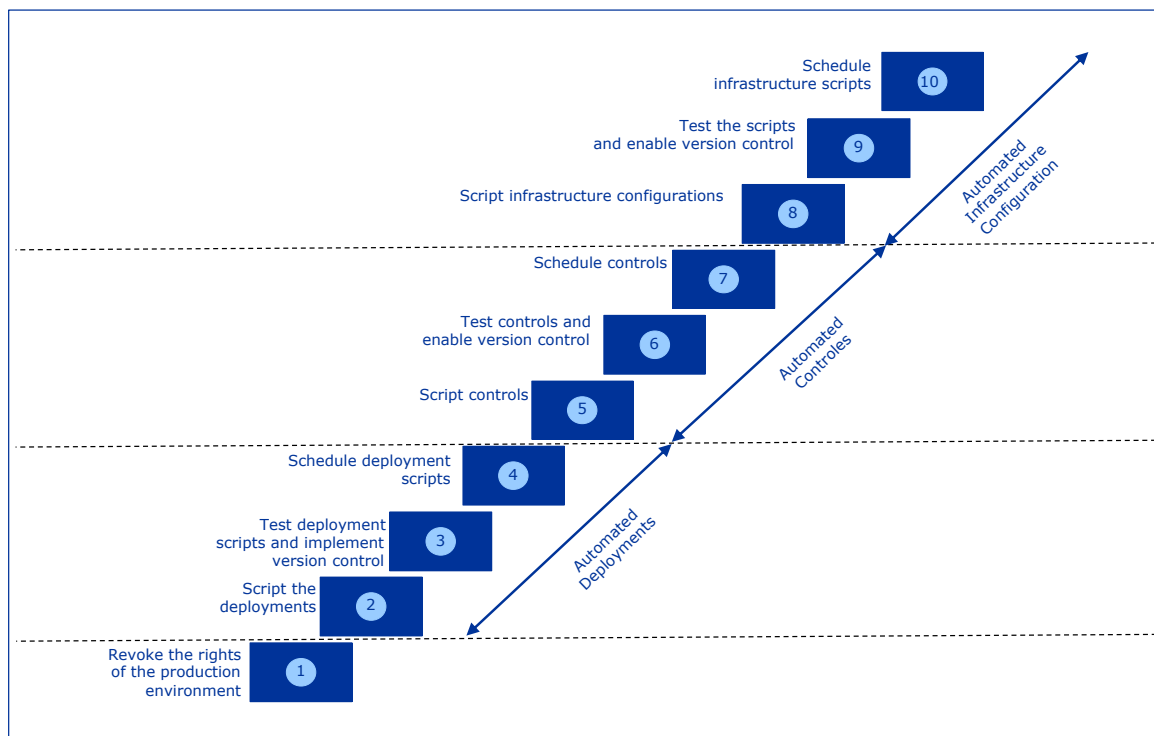 Schedule
infrastructure scripts
10
Test the scripts
and enable version control
9
Script infrastructure configurations
8
Automated
Infrastructure
Configuration
Schedule controls
7
Test controls and
enable version control
6
Script controls
5
Automated
Controles
Schedule deployment
scripts
4
Test deployment
scripts and implement
version control
3
Script the
deployments
2
Automated
Deployments
Revoke the rights
of the production
environment
1